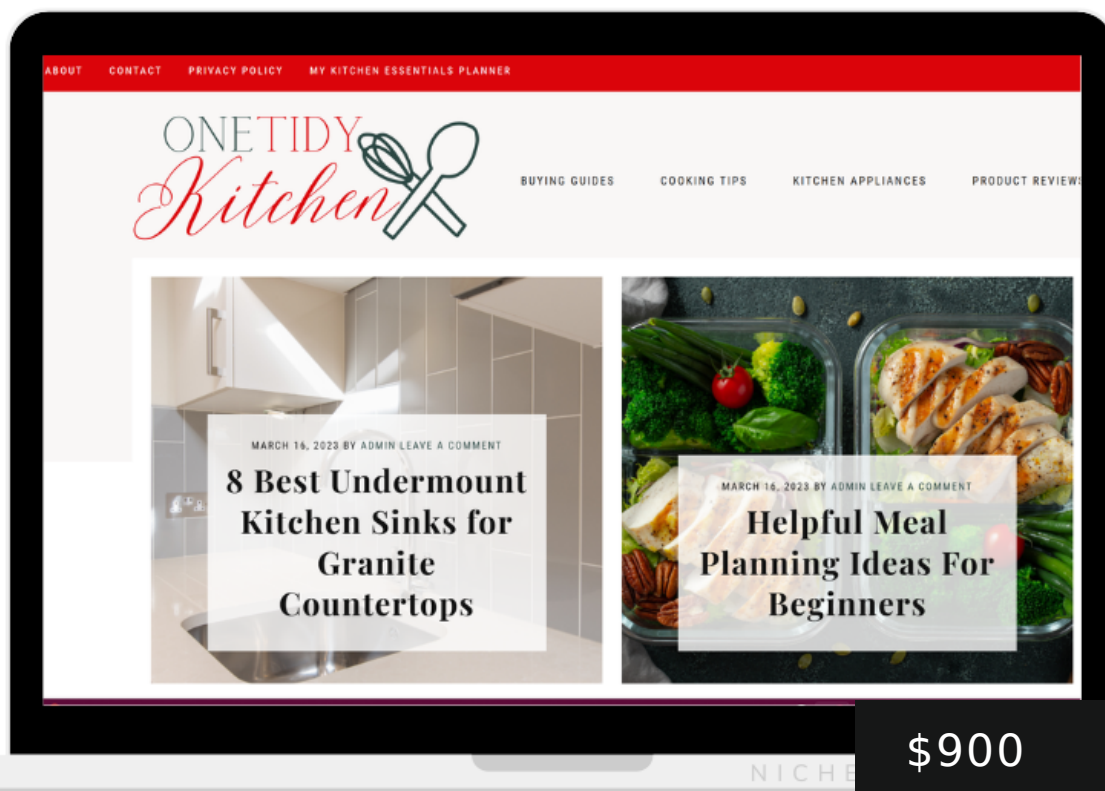 ABOUT CONTACT PRIVACY POLICY MY KITCHEN ESSENTIALS PLANNER
ONETIDY
Kitchen
BUYING GUIDES COOKING TIPS KITCHEN APPLIANCES PRODUCT REVIEWS
MARCH 16, 2023 BY ADMIN LEAVE A COMMENT
8 Best Undermount
Kitchen Sinks for
Granite
Countertops
MARCH 16, 2023 BY ADMIN LEAVE A COMMENT
Helpful Meal
Planning Ideas For
Beginners
NICHE
$900